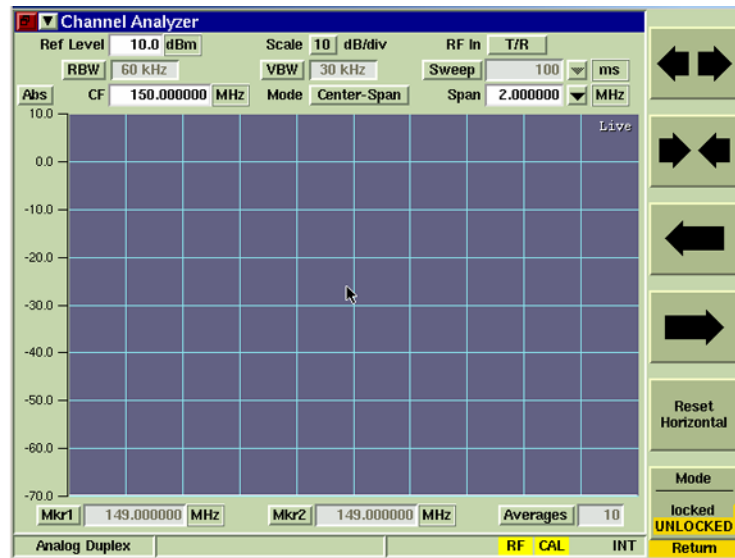 Channel Analyzer
Ref Level 10.0 dBm Scale 10 dB/div RF In T/R
RBW 60 kHz VBW 30 kHz Sweep 100 ms
Abs CF 150.000000 MHz Mode Center-Span Span 2.000000 MHz
10.0
Live
0.0
-10.0
-20.0
-30.0
-40.0
-50.0
-60.0
-70.0
Mkr1 149.000000 MHz Mkr2 149.000000 MHz Averages 10
Analog Duplex RF CAL INT
Reset
Horizontal
Mode
locked
UNLOCKED
Return